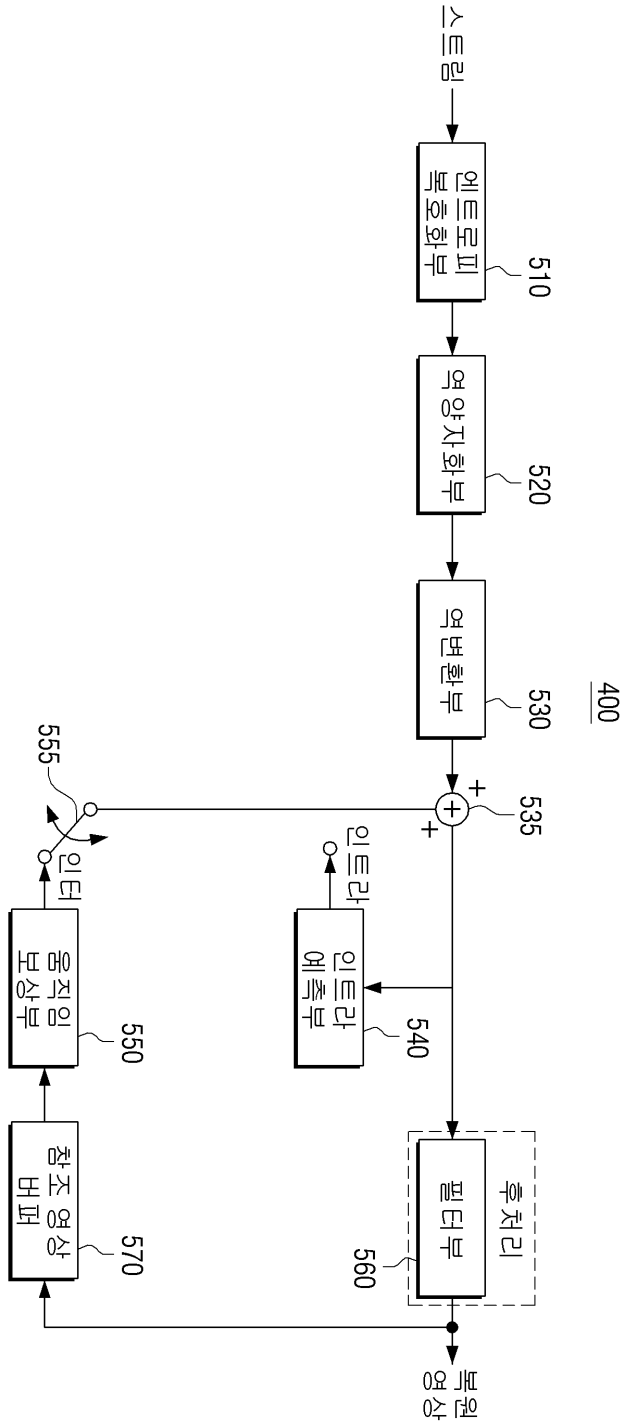 400
스트림
엔트로피
복호화부
510
역양자화부
520
역변환부
530
+
+
+
535
인트라
인트라
예측부
540
후처리
필터부
560
복원
영상
555
인터
움직임
보상부
550
참조 영상
버퍼
570